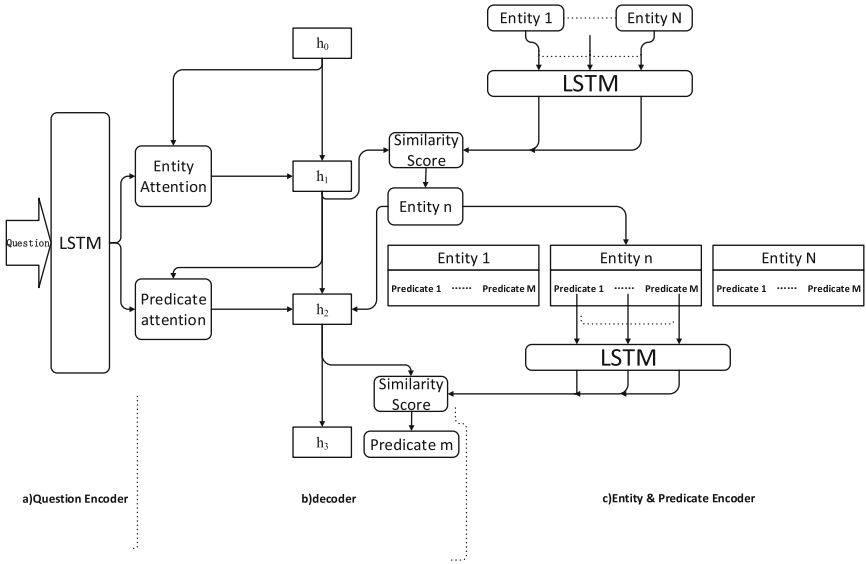 Entity 1
Entity N
h0
LSTM
Similarity
Score
Entity
Attention
h1
Entity n
Question
LSTM
Entity 1
Entity n
Entity N
Predicate 1 ...... Predicate M
Predicate 1 ...... Predicate M
Predicate 1 ...... Predicate M
Predicate
attention
h2
LSTM
Similarity
Score
h3
Predicate m
a)Question Encoder
b)decoder
c)Entity & Predicate Encoder